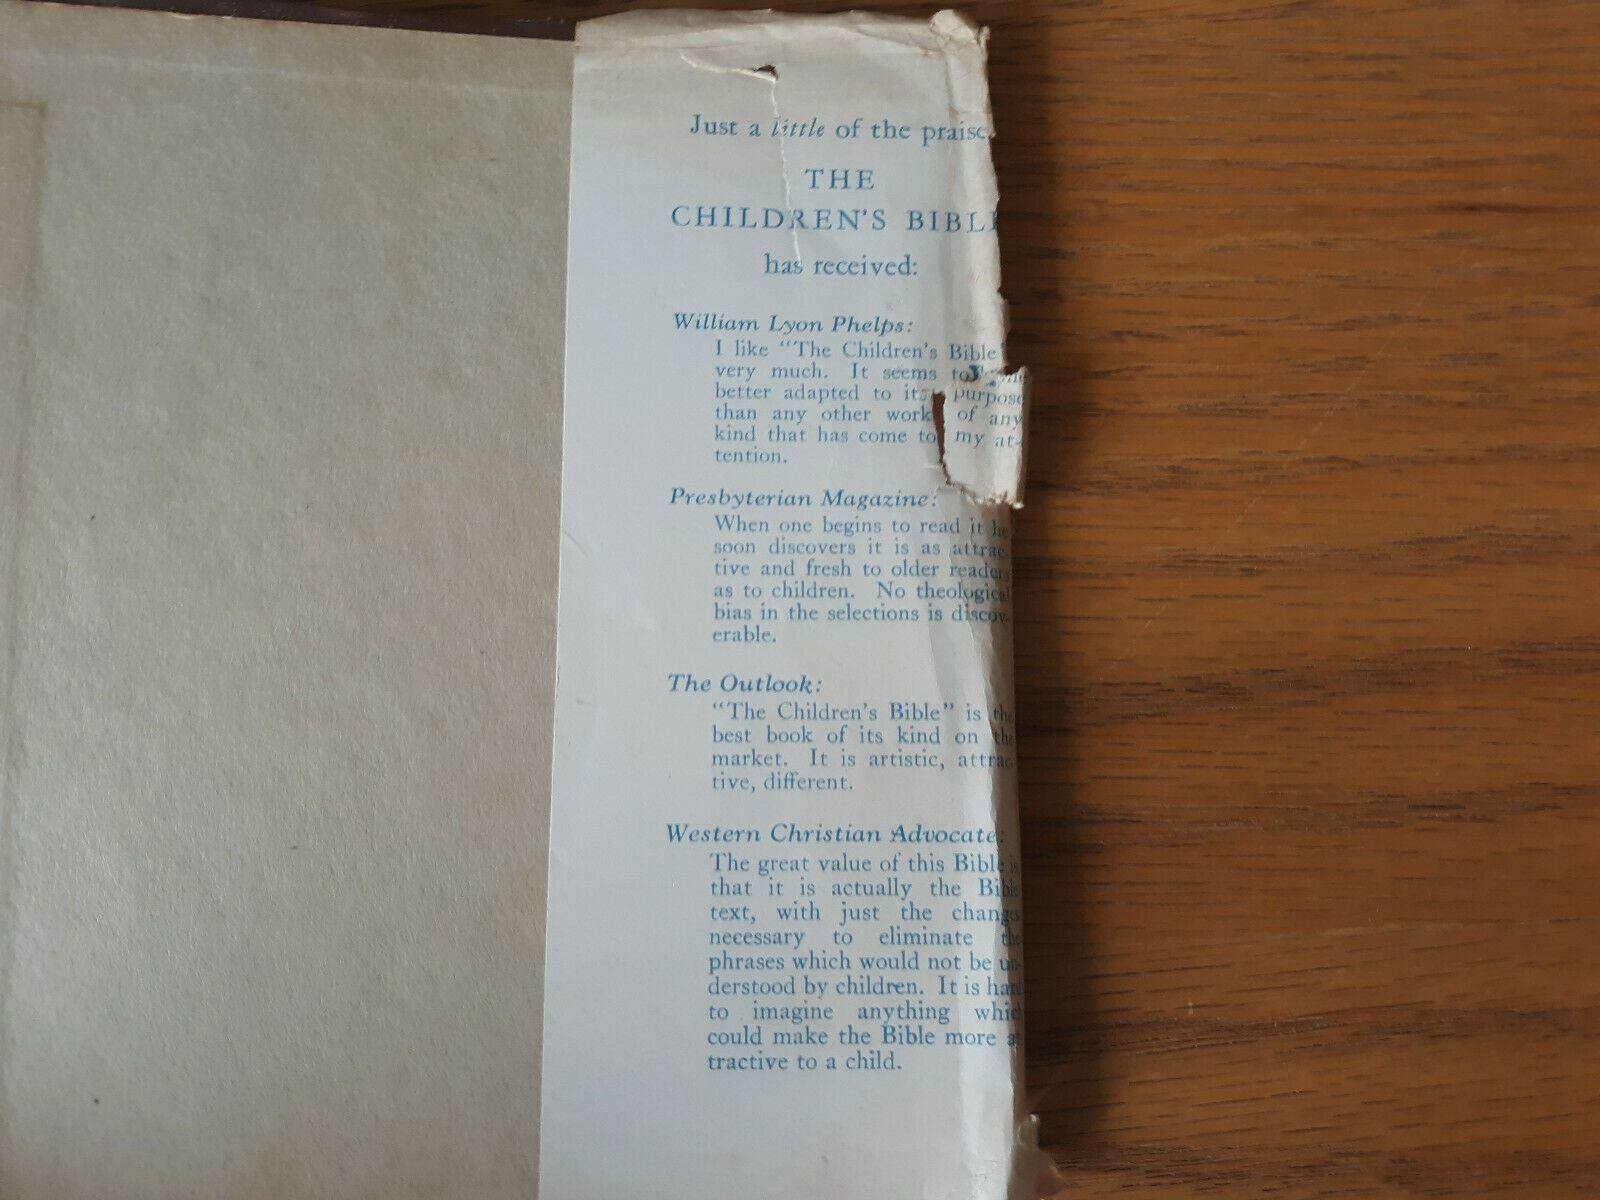 Just a little of the praise
THE
CHILDREN'S BIBLE
has received:
William Lyon Phelps:
I like "The Children's Bible"
very much. It seems to me
better adapted to its purpose
than any other work of any
kind that has come to my at-
tention.
Presbyterian Magazine:
When one begins to read it he
soon discovers it is as attrac-
tive and fresh to older readers
as to children. No theological
bias in the selections is discov-
erable.
The Outlook:
"The Children's Bible" is the
best book of its kind on the
market. It is artistic, attrac-
tive, different.
Western Christian Advocate:
The great value of this Bible is
that it is actually the Bible
text, with just the changes
necessary to eliminate the
phrases which would not be un-
derstood by children. It is hard
to imagine anything which
could make the Bible more at-
tractive to a child.